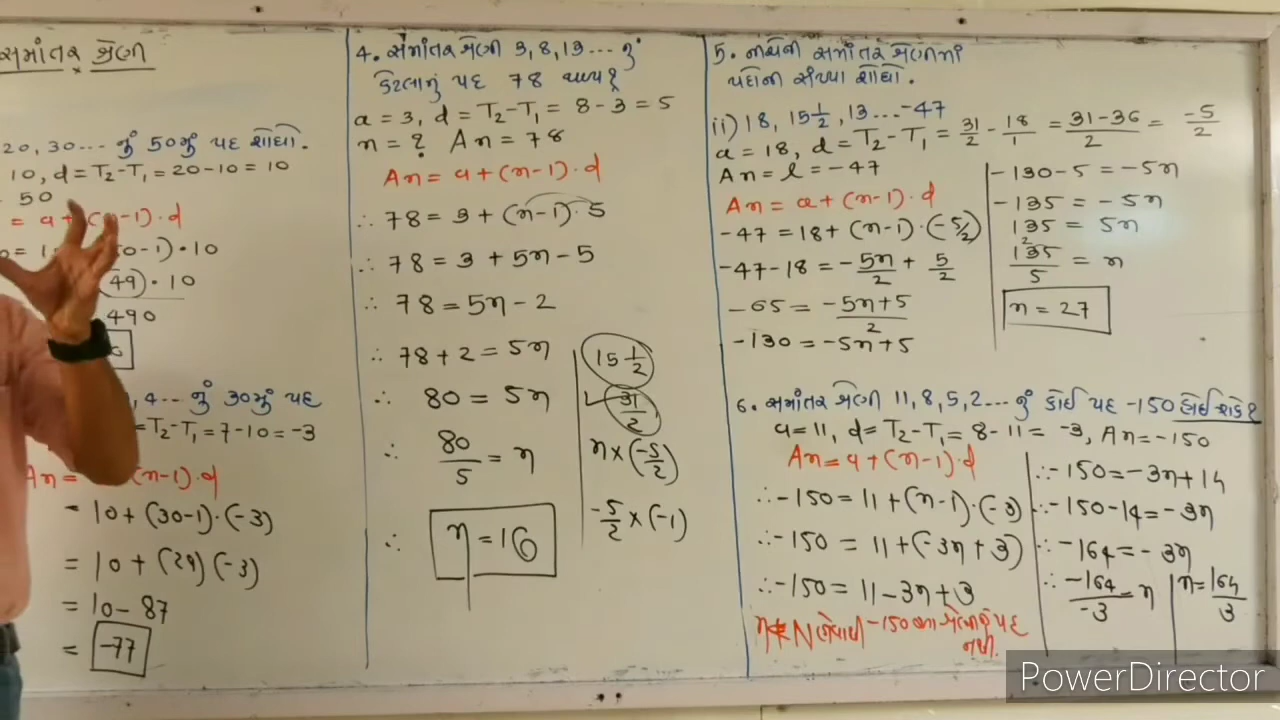 સમાંતર શ્રેણી
20, 30... નું 50મું પદ શોધો.
10, d = T₂-T₁ = 20-10 = 10
50
= a + (n-1)·d
50-1)·10
(49)·10
490
4... નું 30મું પદ
= T₂-T₁ = 7-10 = -3
An = (n-1)·d
= 10 + (30-1)·(-3)
= 10 + (29)(-3)
= 10 - 87
= -77
4. સમાંતર શ્રેણી 3, 8, 13... નું
કેટલામું પદ 78 થાય?
a = 3, d = T₂-T₁ = 8-3 = 5
n = ? An = 78
An = a + (n-1)·d
∴ 78 = 3 + (n-1)·5
∴ 78 = 3 + 5n - 5
∴ 78 = 5n - 2
∴ 78 + 2 = 5n
∴ 80 = 5n
∴ 80/5 = n
∴ n = 16
15 1/2
31/2
n × (-5/2)
-5/2 × (-1)
5. નીચેની સમાંતર શ્રેણીમાં
પદોની સંખ્યા શોધો.
ii) 18, 15 1/2, 13... -47
a = 18, d = T₂-T₁ = 31/2 - 18/1 = 31-36/2 = -5/2
An = l = -47
An = a + (n-1)·d
-47 = 18 + (n-1)·(-5/2)
-47-18 = -5n/2 + 5/2
-65 = -5n+5/2
-130 = -5n+5
-130-5 = -5n
-135 = -5n
135 = 5n
135/5 = n
n = 27
6. સમાંતર શ્રેણી 11, 8, 5, 2... નું કોઈ પદ -150 હોઈ શકે?
a = 11, d = T₂-T₁ = 8-11 = -3, An = -150
An = a + (n-1)·d
∴ -150 = 11 + (n-1)·(-3)
∴ -150 = 11 + (-3n+3)
∴ -150 = 11 - 3n + 3
∴ -150 = -3n + 14
∴ -150-14 = -3n
∴ -164 = -3n
∴ -164/-3 = n
n = 164/3
N -150 પદ
નથી.
PowerDirector